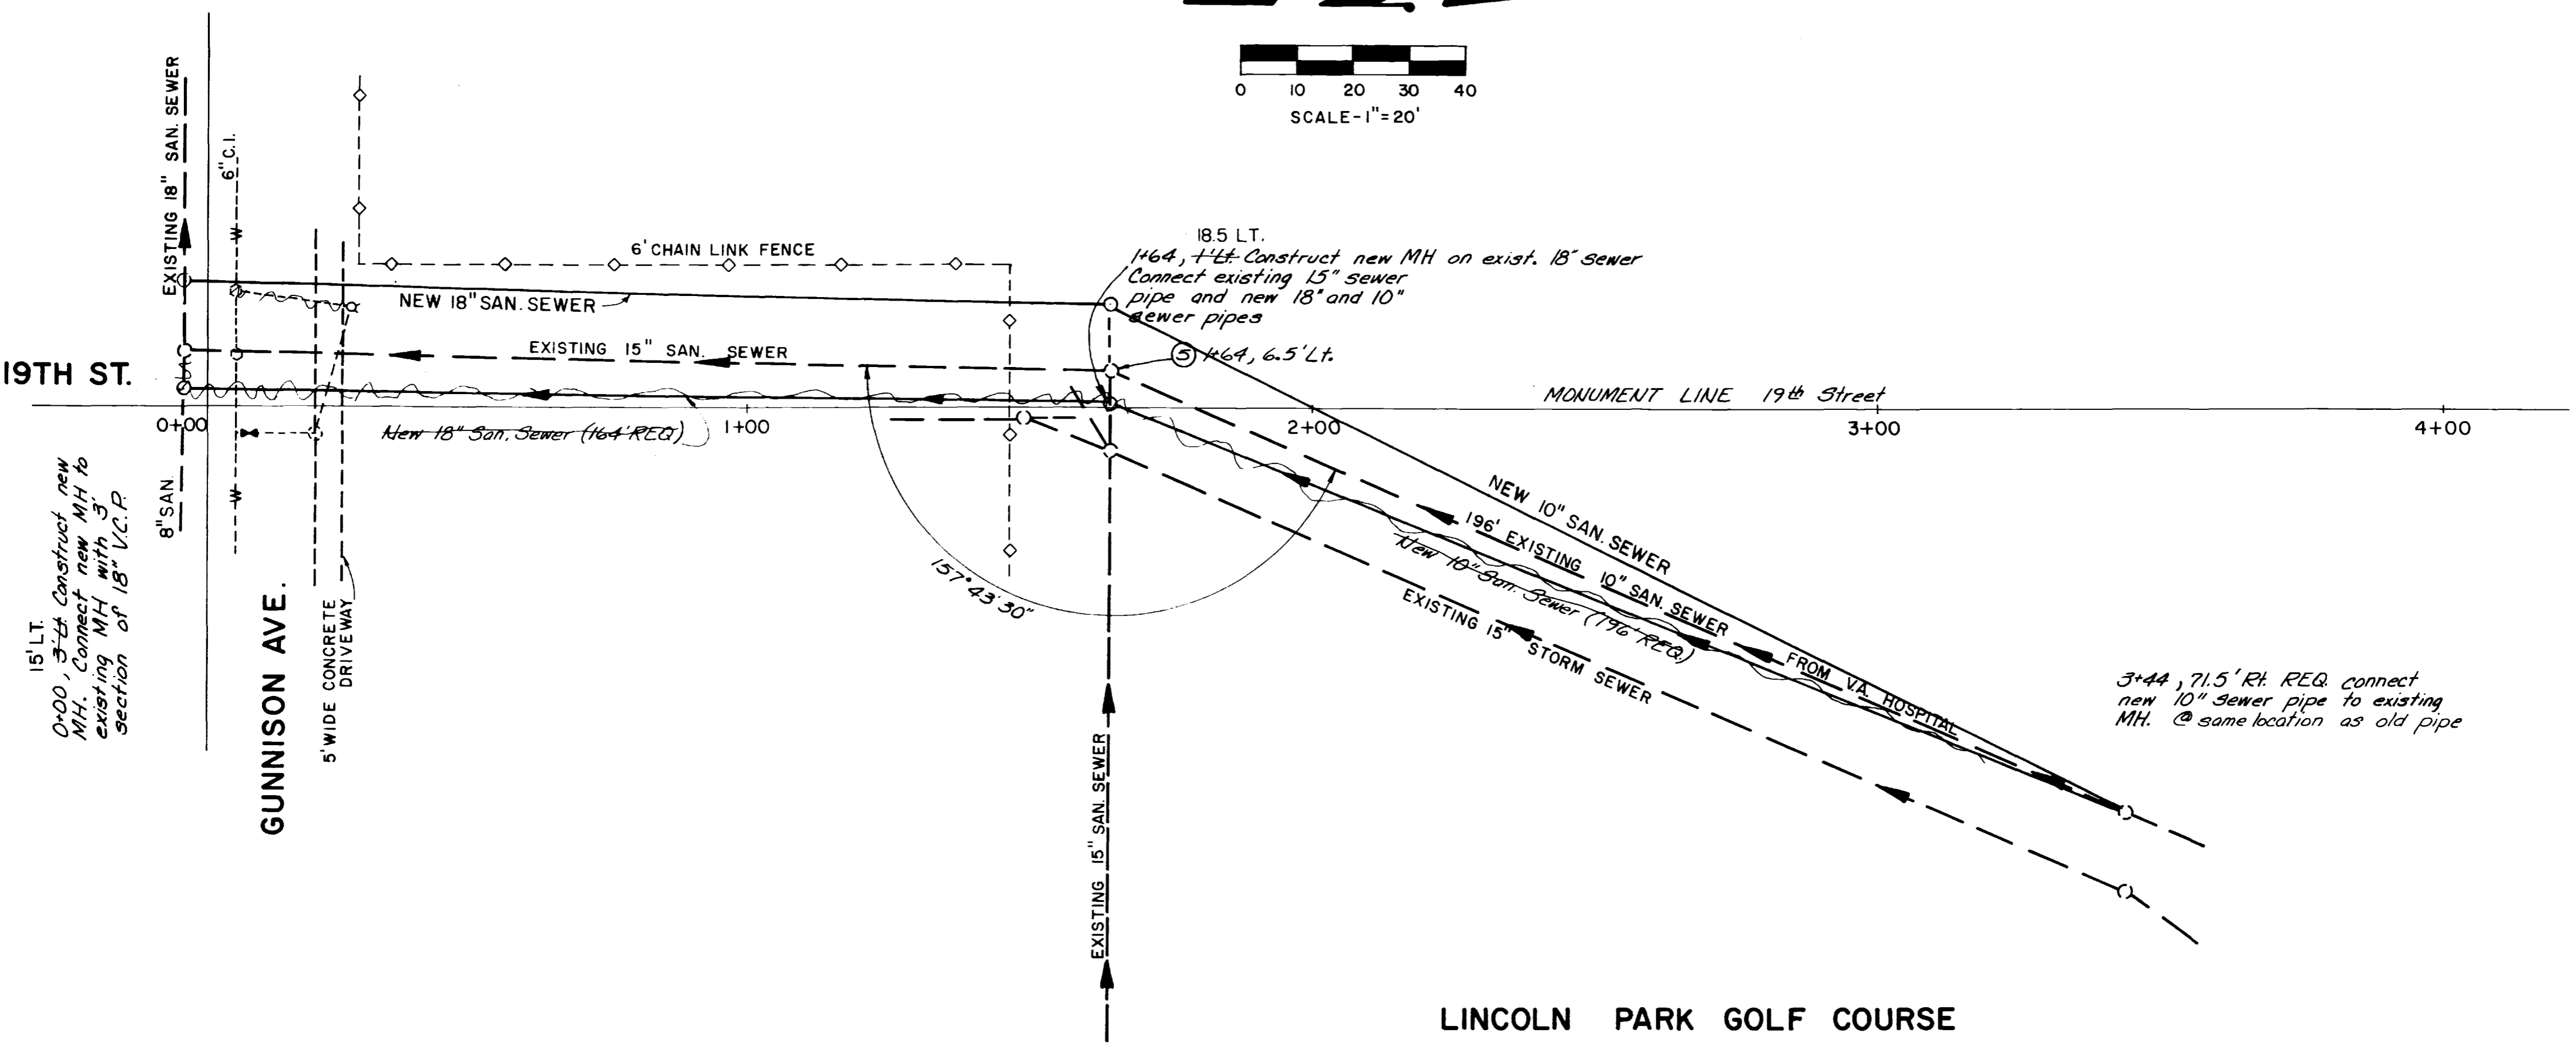 0 10 20 30 40
SCALE-1"=20'
EXISTING 18" SAN. SEWER
6" C.I.
W
W
6' CHAIN LINK FENCE
NEW 18" SAN. SEWER
18.5 LT.
1+64, 1' Lt. Construct new MH on exist. 18" sewer
Connect existing 15" sewer
pipe and new 18" and 10"
sewer pipes
EXISTING 15" SAN. SEWER
5 1+64, 6.5' Lt.
19TH ST.
MONUMENT LINE 19th Street
0+00 1+00 2+00 3+00 4+00
New 18" San. Sewer (164' REQ)
8" SAN.
15' LT.
0+00, 3' Lt. Construct new
MH. Connect new MH to
existing MH with 3'
section of 18" V.C.P.
GUNNISON AVE.
5' WIDE CONCRETE
DRIVEWAY
157° 43' 30"
NEW 10" SAN. SEWER
196' EXISTING 10" SAN. SEWER
FROM V.A. HOSPITAL
New 10" San. Sewer (196' REQ.)
EXISTING 15" STORM SEWER
EXISTING 15" SAN. SEWER
3+44, 71.5' Rt. REQ. connect
new 10" sewer pipe to existing
MH. @ same location as old pipe
LINCOLN PARK GOLF COURSE